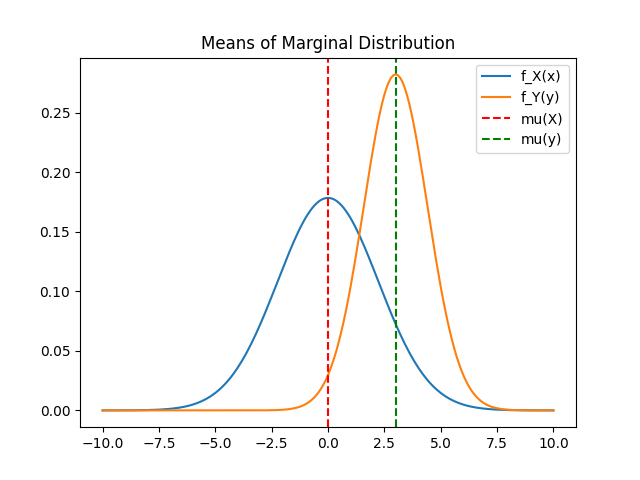 Means of Marginal Distribution
f_X(x)
f_Y(y)
mu(X)
mu(y)
0.25
0.20
0.15
0.10
0.05
0.00
−10.0 −7.5 −5.0 −2.5 0.0 2.5 5.0 7.5 10.0